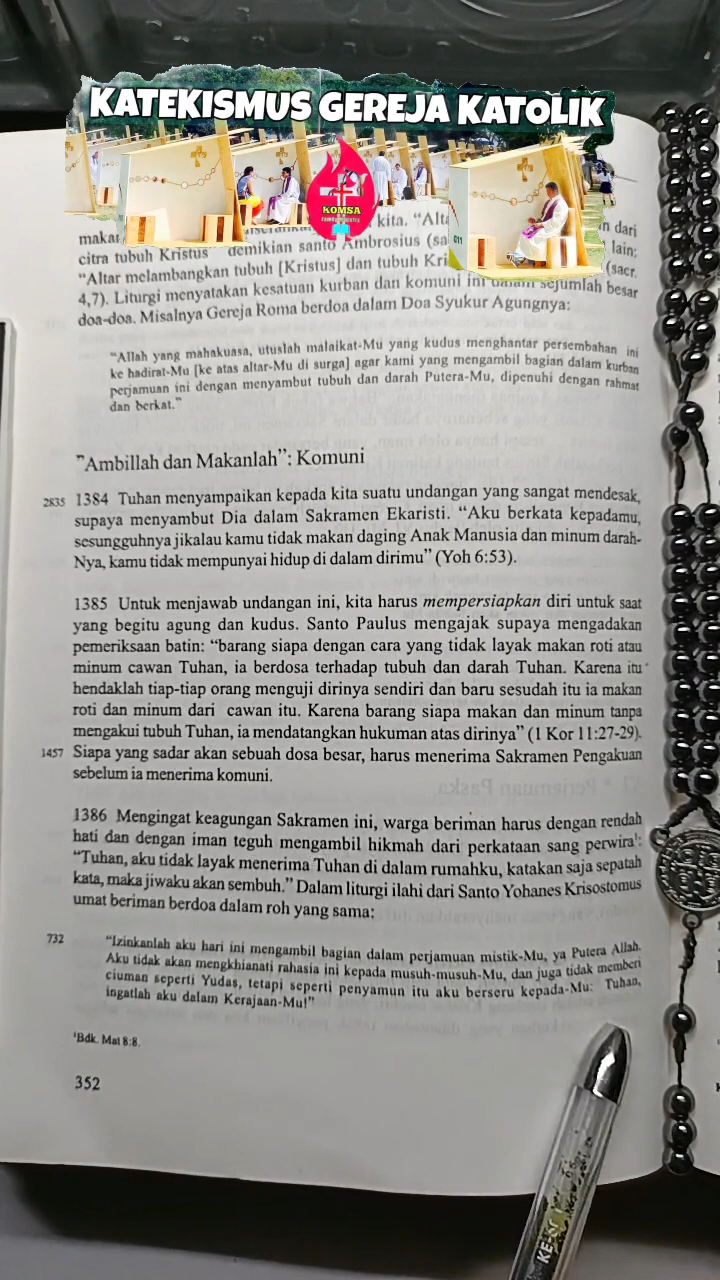 KATEKISMUS GEREJA KATOLIK
KOMSA
011
kita. “Alta
n dari
citra tubuh Kristus” demikian santo Ambrosius (sa
lain:
“Altar melambangkan tubuh [Kristus] dan tubuh Kri
(sacr.
4,7). Liturgi menyatakan kesatuan kurban dan komuni ini dalam sejumlah besar
doa-doa. Misalnya Gereja Roma berdoa dalam Doa Syukur Agungnya:
“Allah yang mahakuasa, utuslah malaikat-Mu yang kudus menghantar persembahan ini
ke hadirat-Mu [ke atas altar-Mu di surga] agar kami yang mengambil bagian dalam kurban
perjamuan ini dengan menyambut tubuh dan darah Putera-Mu, dipenuhi dengan rahmat
dan berkat.”
”Ambillah dan Makanlah”: Komuni
2835 1384 Tuhan menyampaikan kepada kita suatu undangan yang sangat mendesak,
supaya menyambut Dia dalam Sakramen Ekaristi. “Aku berkata kepadamu,
sesungguhnya jikalau kamu tidak makan daging Anak Manusia dan minum darah-
Nya, kamu tidak mempunyai hidup di dalam dirimu” (Yoh 6:53).
1385 Untuk menjawab undangan ini, kita harus mempersiapkan diri untuk saat
yang begitu agung dan kudus. Santo Paulus mengajak supaya mengadakan
pemeriksaan batin: “barang siapa dengan cara yang tidak layak makan roti atau
minum cawan Tuhan, ia berdosa terhadap tubuh dan darah Tuhan. Karena itu
hendaklah tiap-tiap orang menguji dirinya sendiri dan baru sesudah itu ia makan
roti dan minum dari cawan itu. Karena barang siapa makan dan minum tanpa
mengakui tubuh Tuhan, ia mendatangkan hukuman atas dirinya” (1 Kor 11:27-29).
1457 Siapa yang sadar akan sebuah dosa besar, harus menerima Sakramen Pengakuan
sebelum ia menerima komuni.
1386 Mengingat keagungan Sakramen ini, warga beriman harus dengan rendah
hati dan dengan iman teguh mengambil hikmah dari perkataan sang perwira¹:
“Tuhan, aku tidak layak menerima Tuhan di dalam rumahku, katakan saja sepatah
kata, maka jiwaku akan sembuh.” Dalam liturgi ilahi dari Santo Yohanes Krisostomus
umat beriman berdoa dalam roh yang sama:
732 “Izinkanlah aku hari ini mengambil bagian dalam perjamuan mistik-Mu, ya Putera Allah.
Aku tidak akan mengkhianati rahasia ini kepada musuh-musuh-Mu, dan juga tidak memberi
ciuman seperti Yudas, tetapi seperti penyamun itu aku berseru kepada-Mu: Tuhan,
ingatlah aku dalam Kerajaan-Mu!”
¹Bdk. Mat 8:8.
352